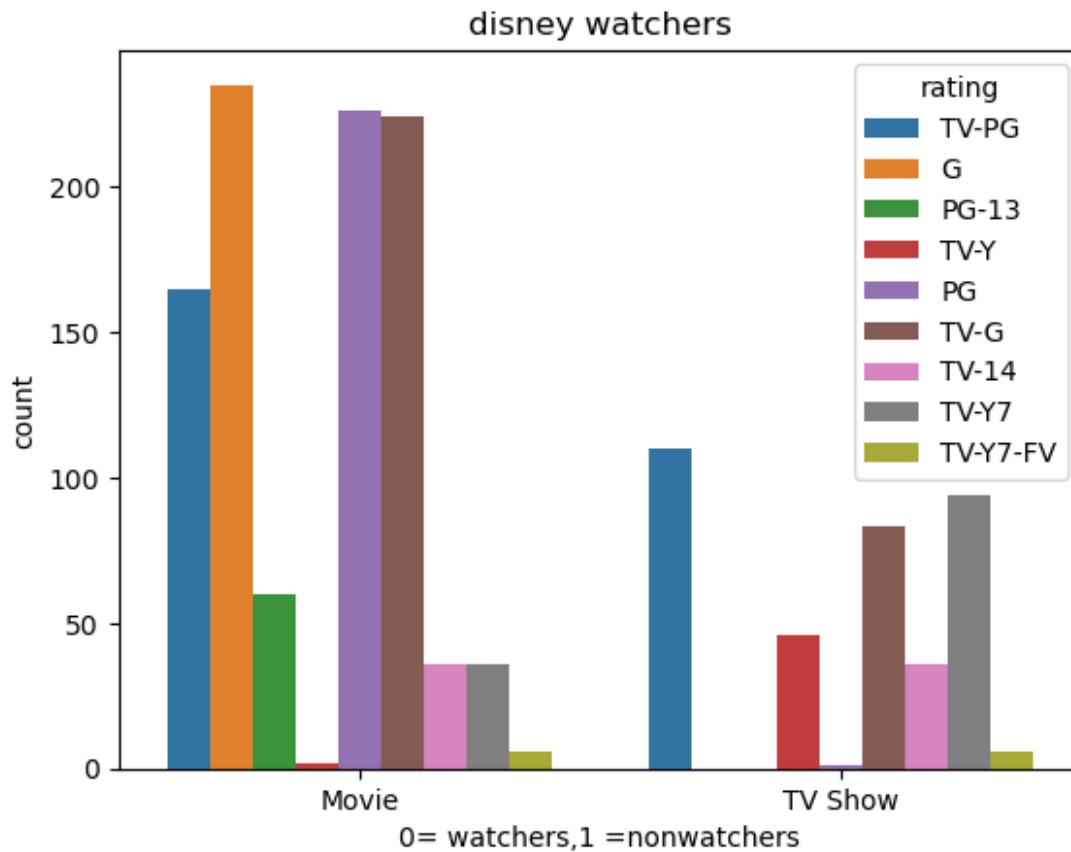 disney watchers
rating
TV-PG
G
PG-13
TV-Y
PG
TV-G
TV-14
TV-Y7
TV-Y7-FV
count
200
150
100
50
0
Movie
TV Show
0= watchers,1 =nonwatchers